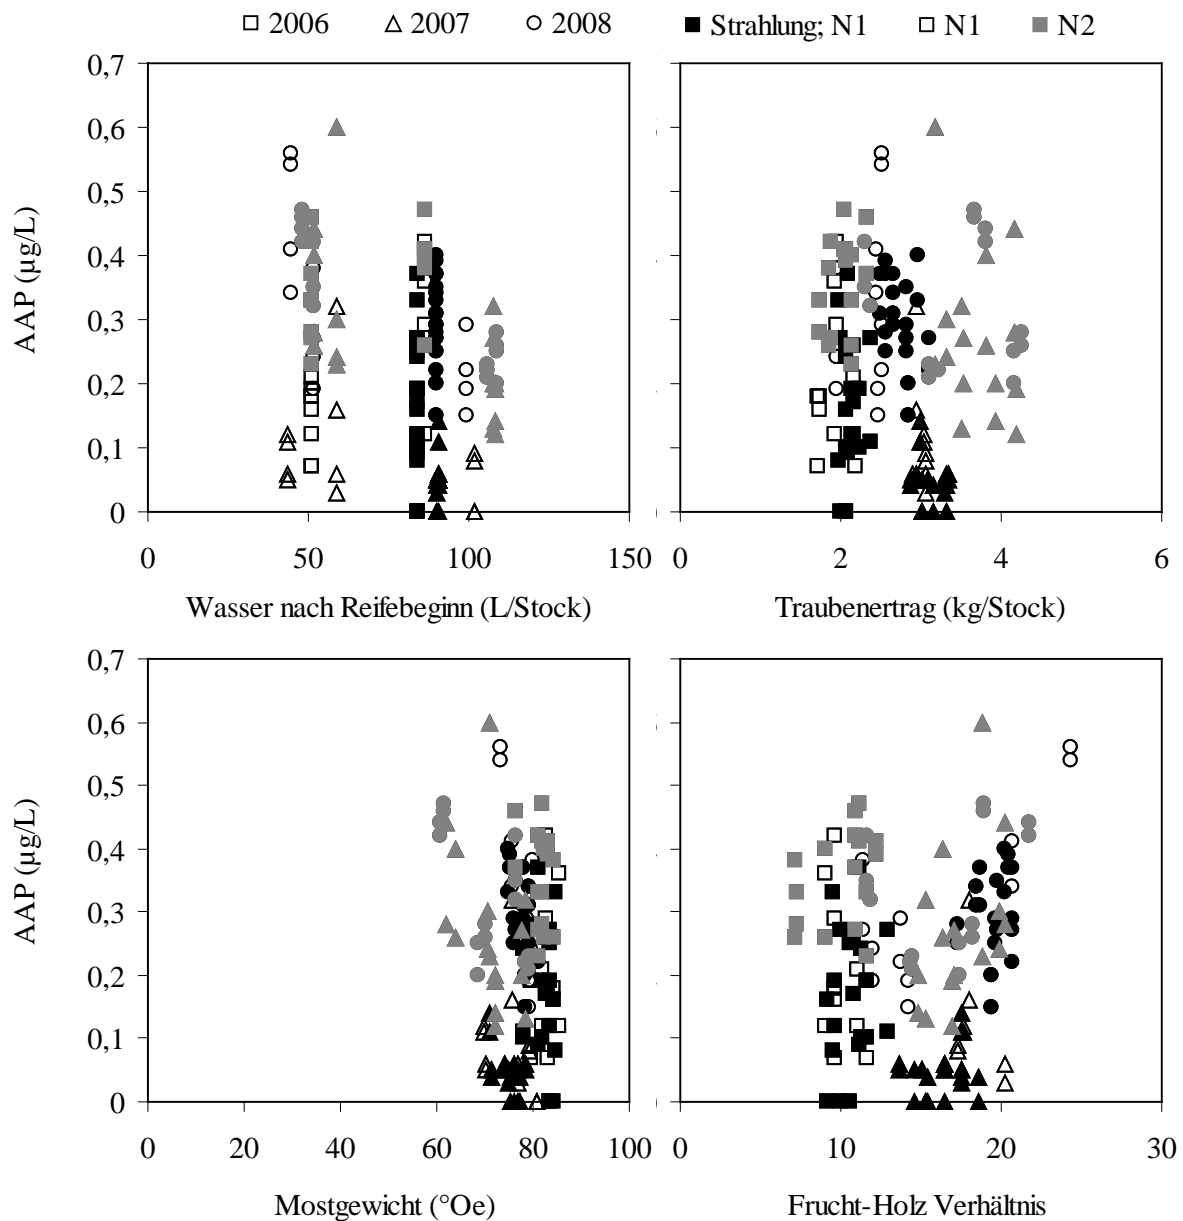 2006 2007 2008 Strahlung; N1 N1 N2
0,7
0,6
0,5
0,4
0,3
0,2
0,1
0
AAP (µg/L)
0 50 100 150
0 2 4 6
Wasser nach Reifebeginn (L/Stock)
Traubenertrag (kg/Stock)
0,7
0,6
0,5
0,4
0,3
0,2
0,1
0
AAP (µg/L)
0 20 40 60 80 100
0 10 20 30
Mostgewicht (°Oe)
Frucht-Holz Verhältnis